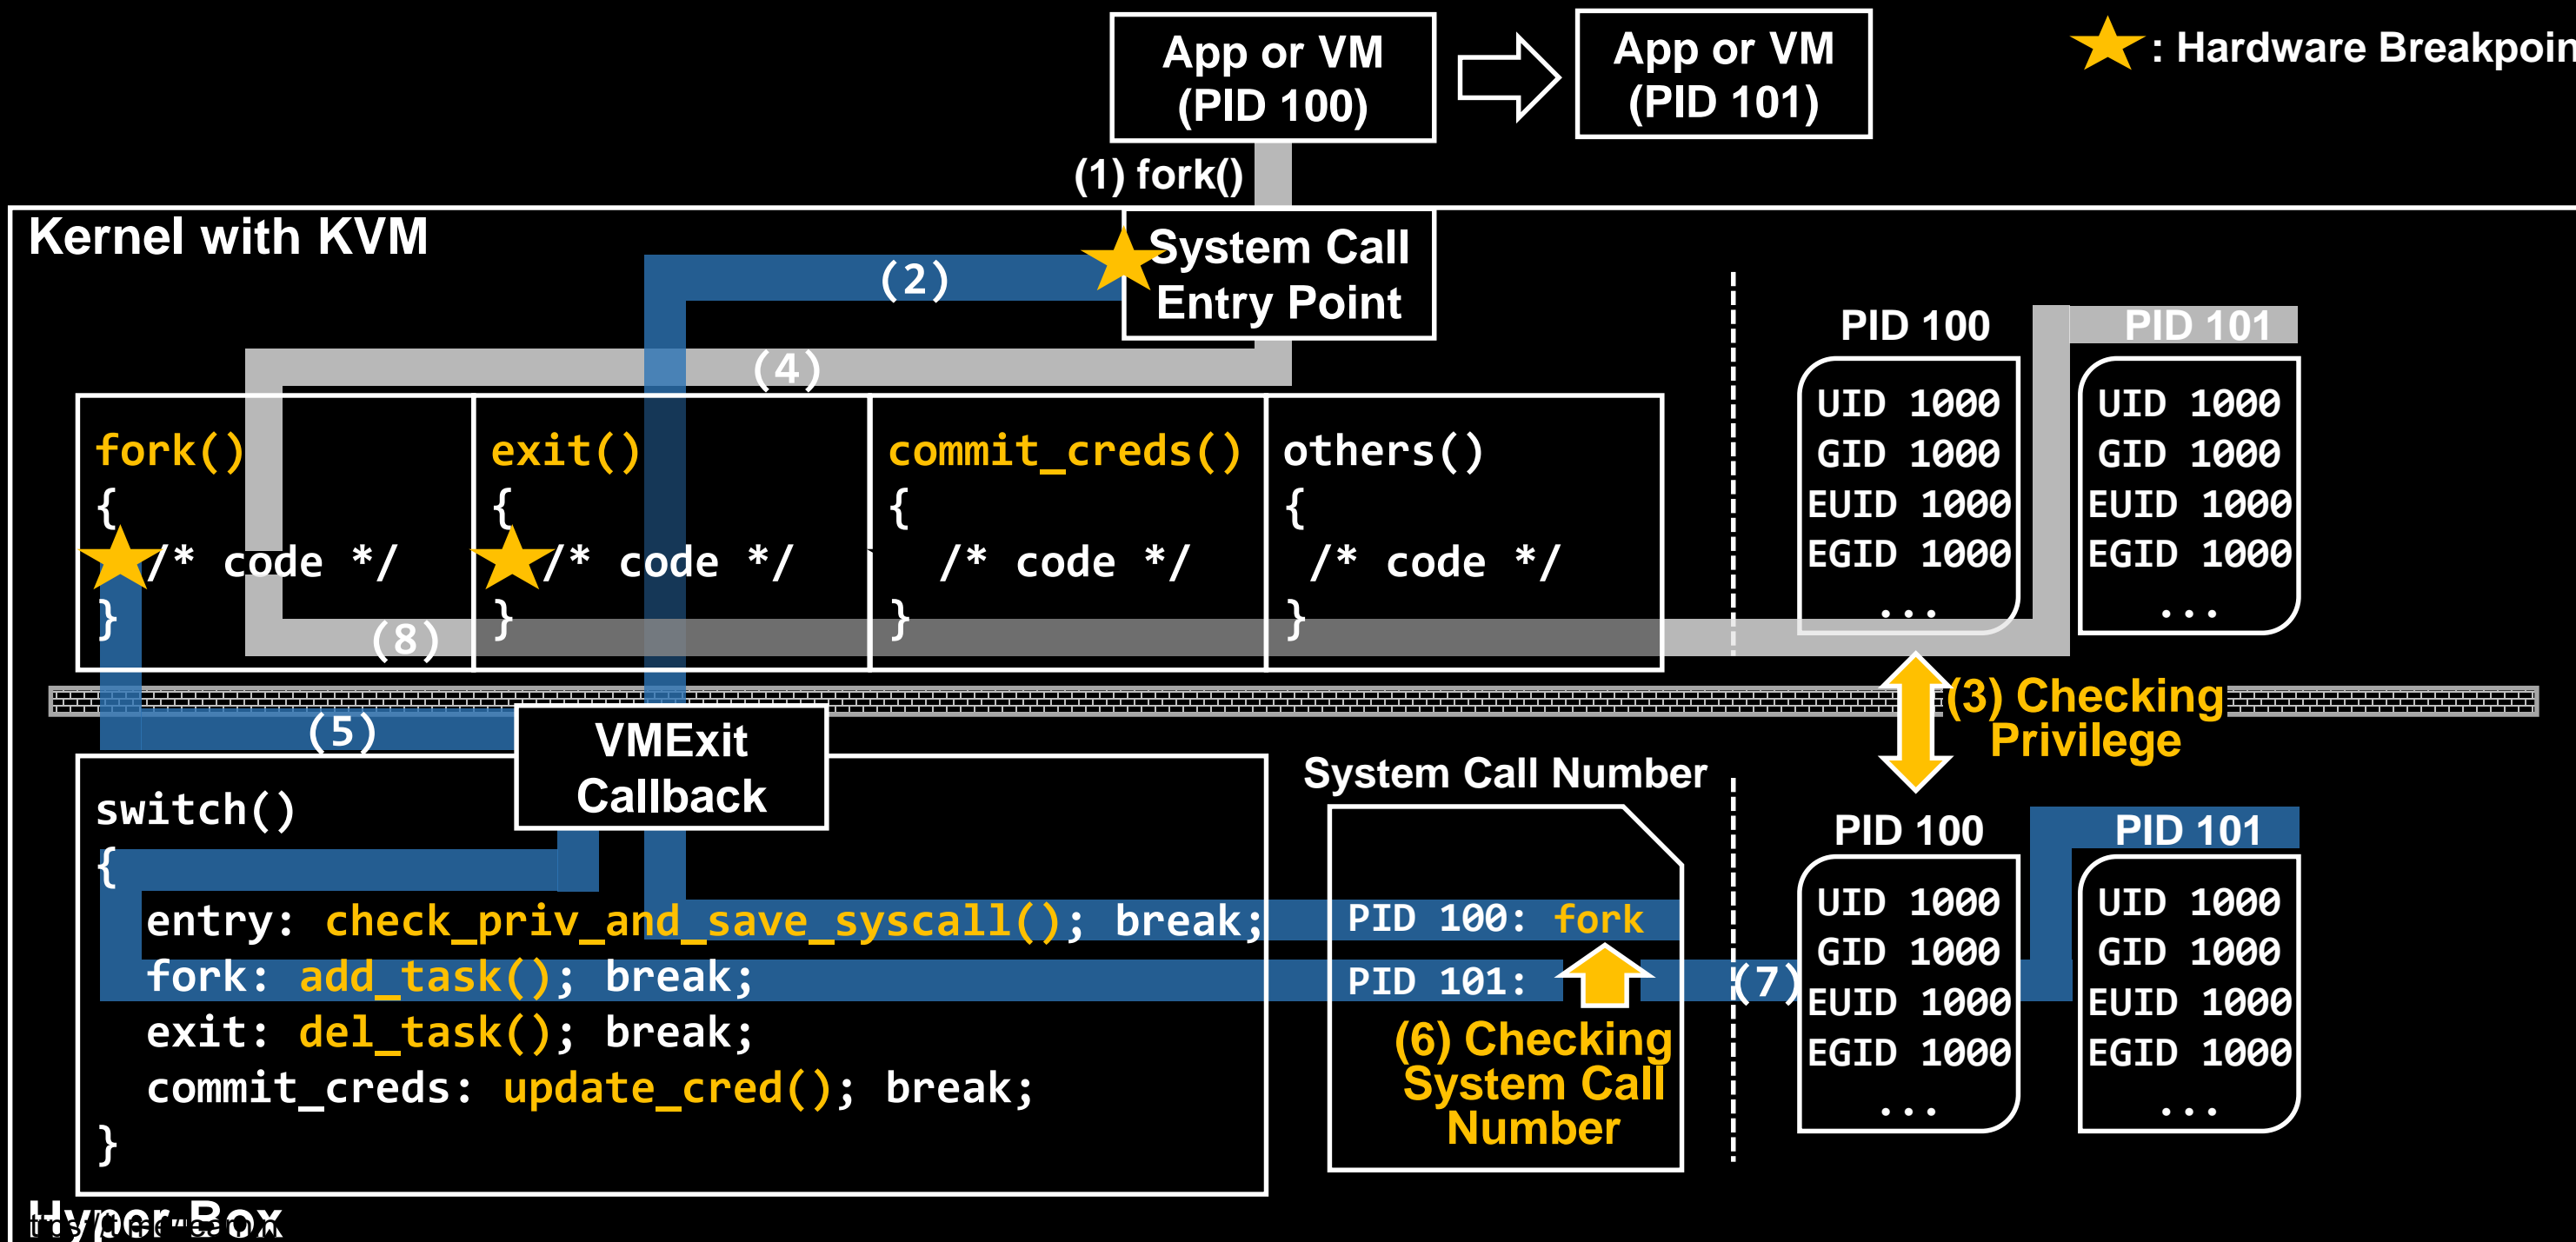 App or VM
(PID 100)
App or VM
(PID 101)
: Hardware Breakpoin
(1) fork()
Kernel with KVM
System Call
Entry Point
(2)
(4)
PID 100
PID 101
fork()
{
/* code */
}
exit()
{
/* code */
}
commit_creds()
{
/* code */
}
others()
{
/* code */
}
(8)
UID 1000
GID 1000
EUID 1000
EGID 1000
...
UID 1000
GID 1000
EUID 1000
EGID 1000
...
(3) Checking
Privilege
(5)
VMExit
Callback
switch()
{
entry: check_priv_and_save_syscall(); break;
fork: add_task(); break;
exit: del_task(); break;
commit_creds: update_cred(); break;
}
System Call Number
PID 100: fork
PID 101:
(6) Checking
System Call
Number
(7)
PID 100
PID 101
UID 1000
GID 1000
EUID 1000
EGID 1000
...
UID 1000
GID 1000
EUID 1000
EGID 1000
...
Hyper-Box